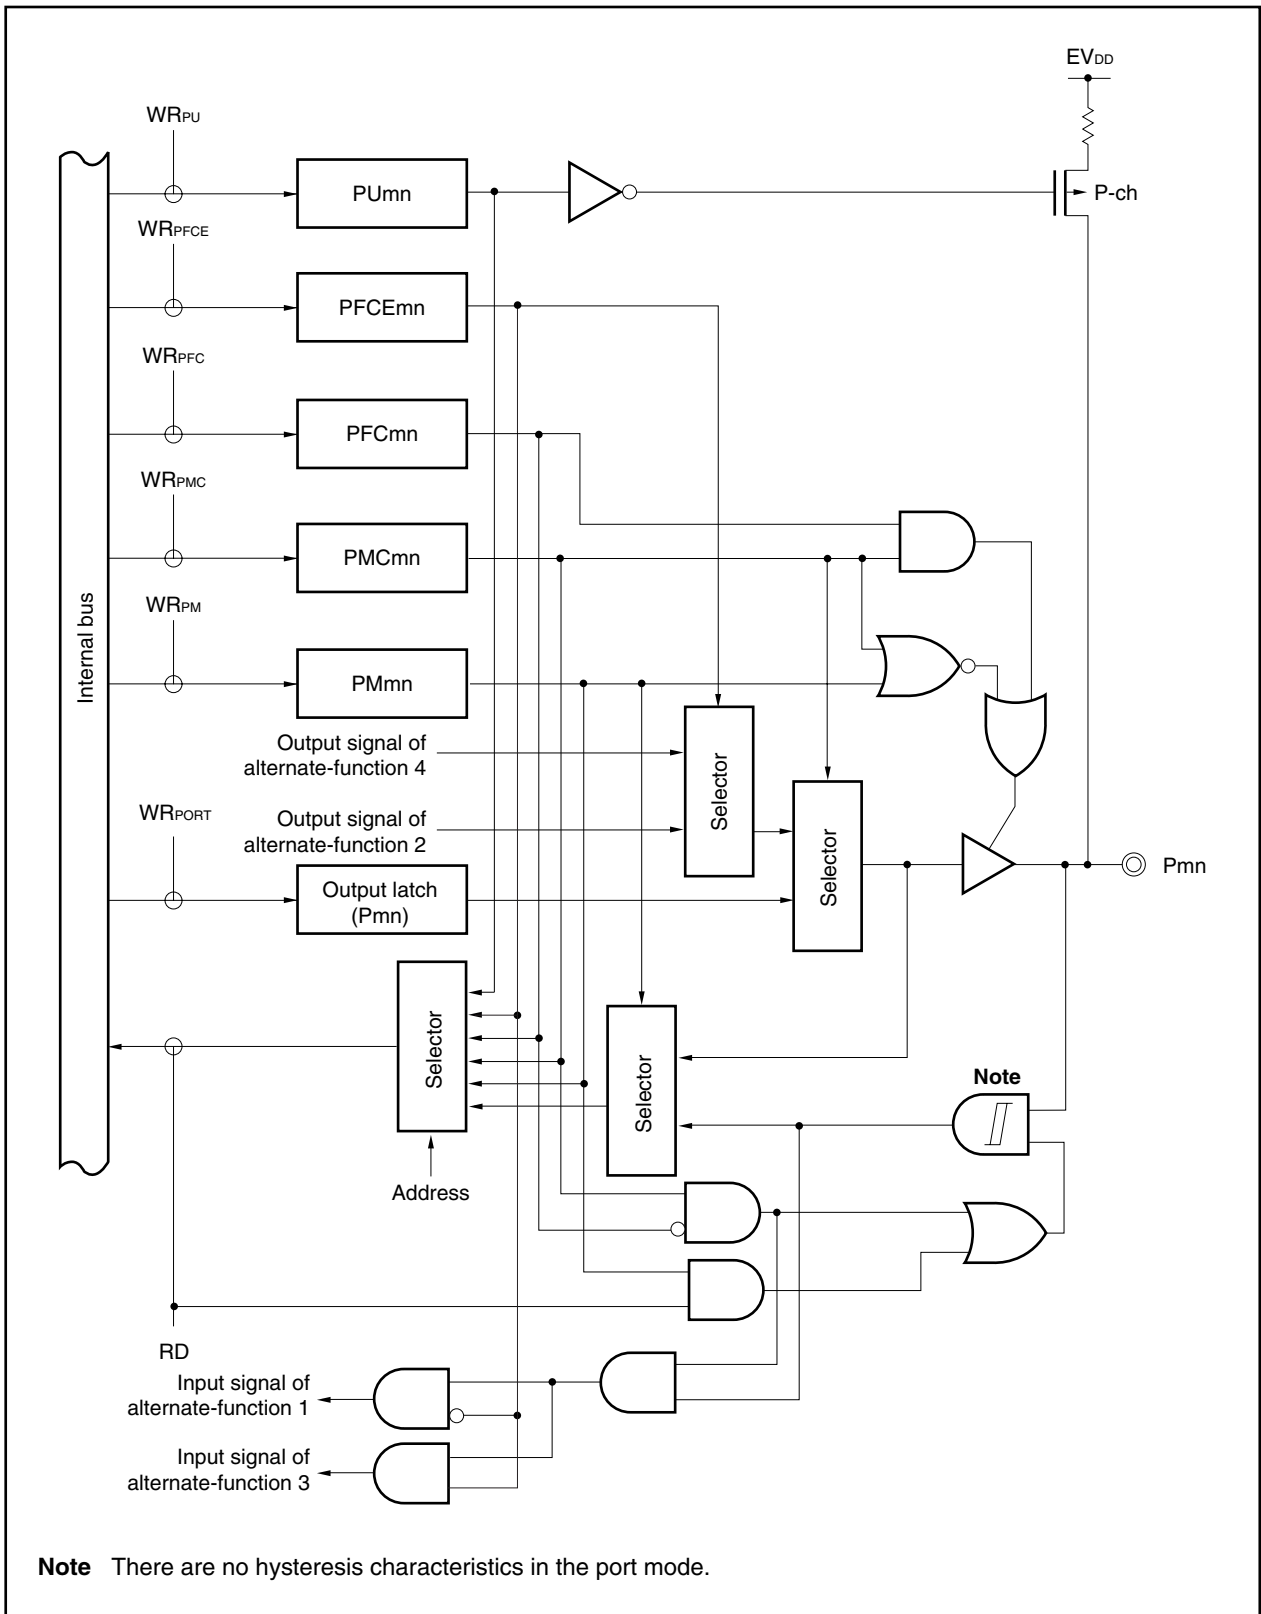 EVDD
WRPU
PUmn
P-ch
WRPFCE
PFCEmn
WRPFC
PFCmn
WRPMC
PMCmn
Internal bus
WRPM
PMmn
Output signal of
alternate-function 4
Selector
WRPORT
Output signal of
alternate-function 2
Selector
Pmn
Output latch
(Pmn)
Selector
Selector
Note
Address
RD
Input signal of
alternate-function 1
Input signal of
alternate-function 3
Note There are no hysteresis characteristics in the port mode.